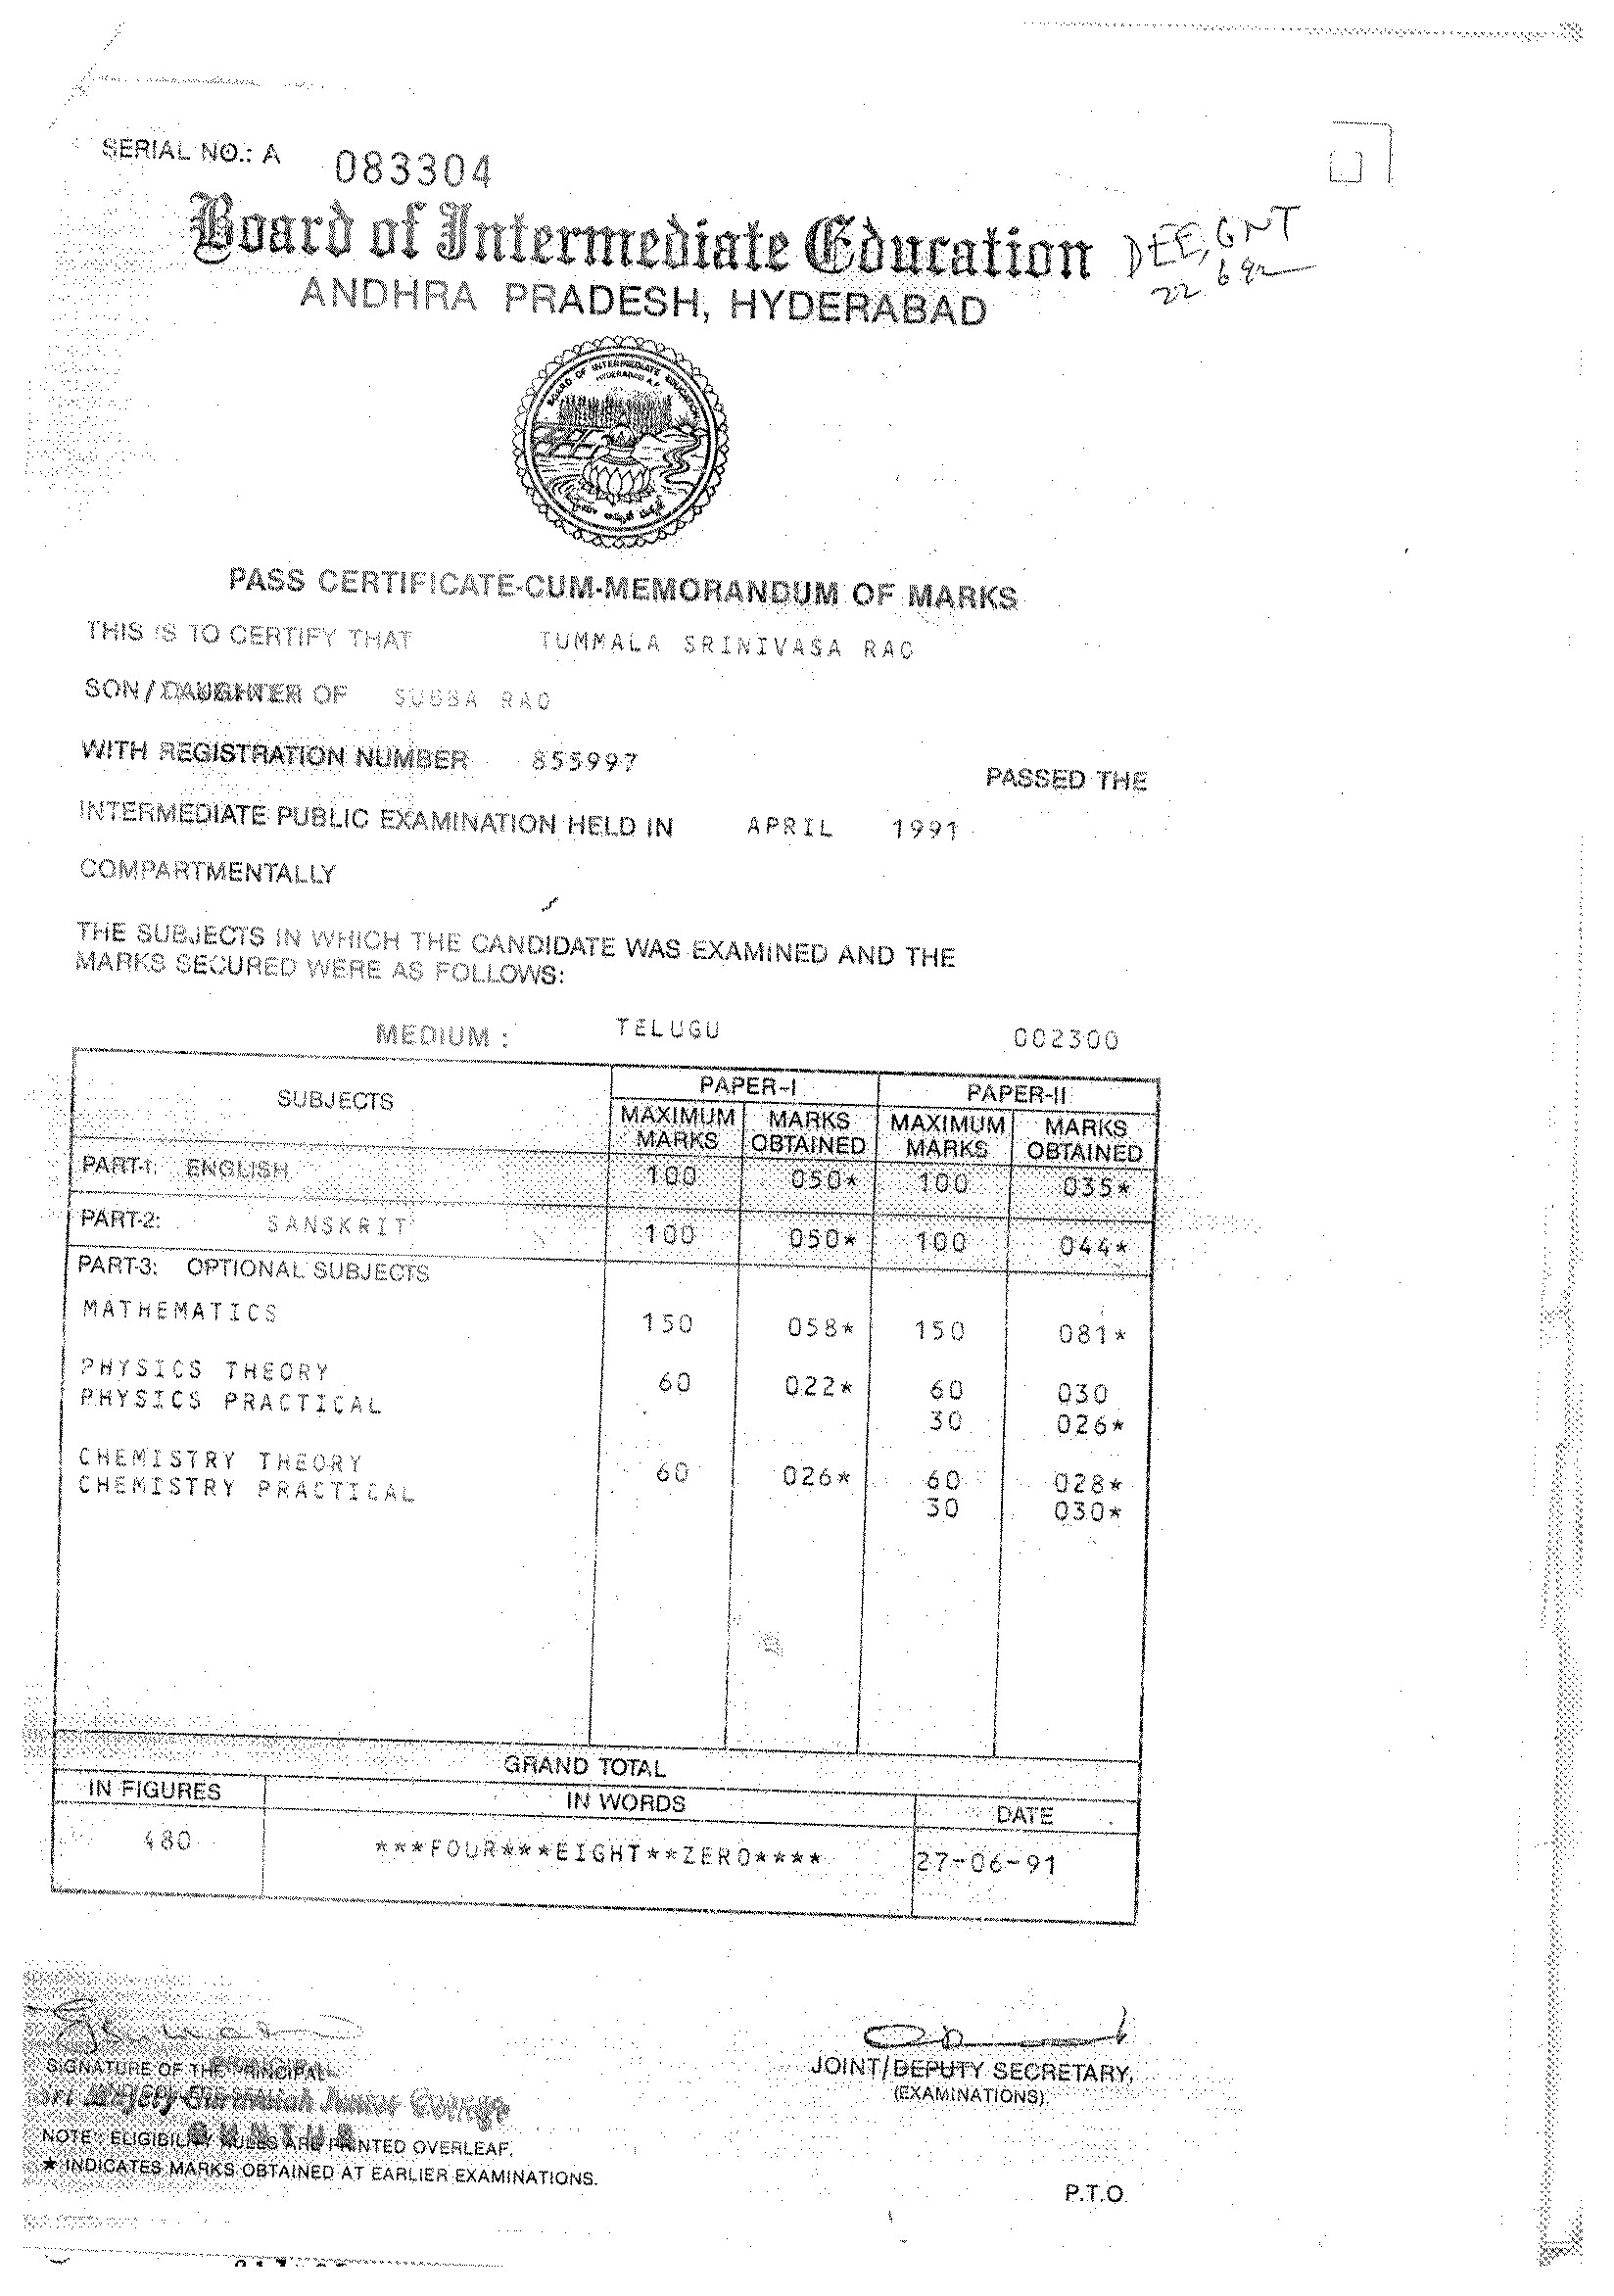 SERIAL NO.: A 083304
Board of Intermediate Education
DEE, GNT
ANDHRA PRADESH, HYDERABAD
22 6 92
BOARD OF INTERMEDIATE EDUCATION
HYDERABAD A.P.
PASS CERTIFICATE-CUM-MEMORANDUM OF MARKS
THIS IS TO CERTIFY THAT TUMMALA SRINIVASA RAO
SON/DAUGHTER OF SUBBA RAO
WITH REGISTRATION NUMBER 855997 PASSED THE
INTERMEDIATE PUBLIC EXAMINATION HELD IN APRIL 1991
COMPARTMENTALLY
THE SUBJECTS IN WHICH THE CANDIDATE WAS EXAMINED AND THE
MARKS SECURED WERE AS FOLLOWS:
MEDIUM: TELUGU 002300
SUBJECTS PAPER-I PAPER-II
MAXIMUM MARKS MARKS OBTAINED MAXIMUM MARKS MARKS OBTAINED
PART-1: ENGLISH 100 050* 100 035*
PART-2: SANSKRIT 100 050* 100 044*
PART-3: OPTIONAL SUBJECTS
MATHEMATICS 150 058* 150 081*
PHYSICS THEORY 60 022* 60 030
PHYSICS PRACTICAL 30 026*
CHEMISTRY THEORY 60 026* 60 028*
CHEMISTRY PRACTICAL 30 030*
GRAND TOTAL
IN FIGURES IN WORDS DATE
480 ***FOUR***EIGHT**ZERO**** 27-06-91
SIGNATURE OF THE PRINCIPAL
JOINT/DEPUTY SECRETARY,
(EXAMINATIONS)
Junior College
GUNTUR
NOTE: ELIGIBILITY RULES ARE PRINTED OVERLEAF.
* INDICATES MARKS OBTAINED AT EARLIER EXAMINATIONS.
P.T.O.